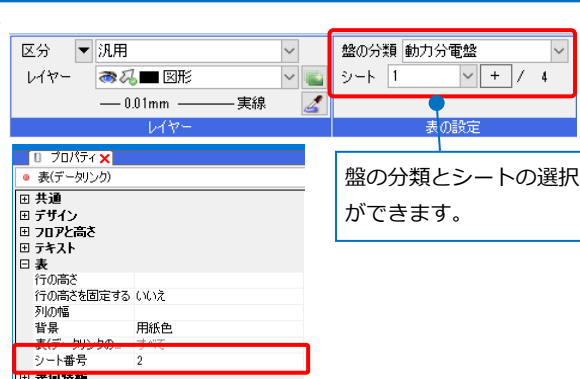 区分 ▼ 汎用
盤の分類 動力分電盤
レイヤー 図形
シート 1 + / 4
0.01mm 実線
レイヤー
表の設定
プロパティ
表(データリンク)
共通
デザイン
フロアと高さ
テキスト
表
行の高さ
行の高さを固定する いいえ
列の幅
背景 用紙色
シート番号 2
盤の分類とシートの選択
ができます。